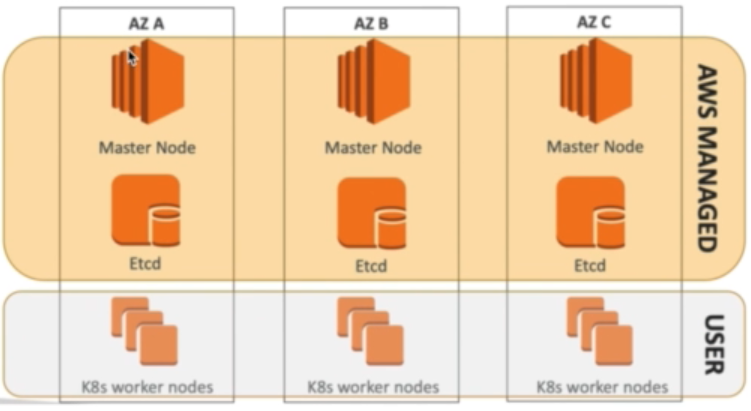 AZ A
AZ B
AZ C
Master Node
Master Node
Master Node
Etcd
Etcd
Etcd
AWS MANAGED
K8s worker nodes
K8s worker nodes
K8s worker nodes
USER